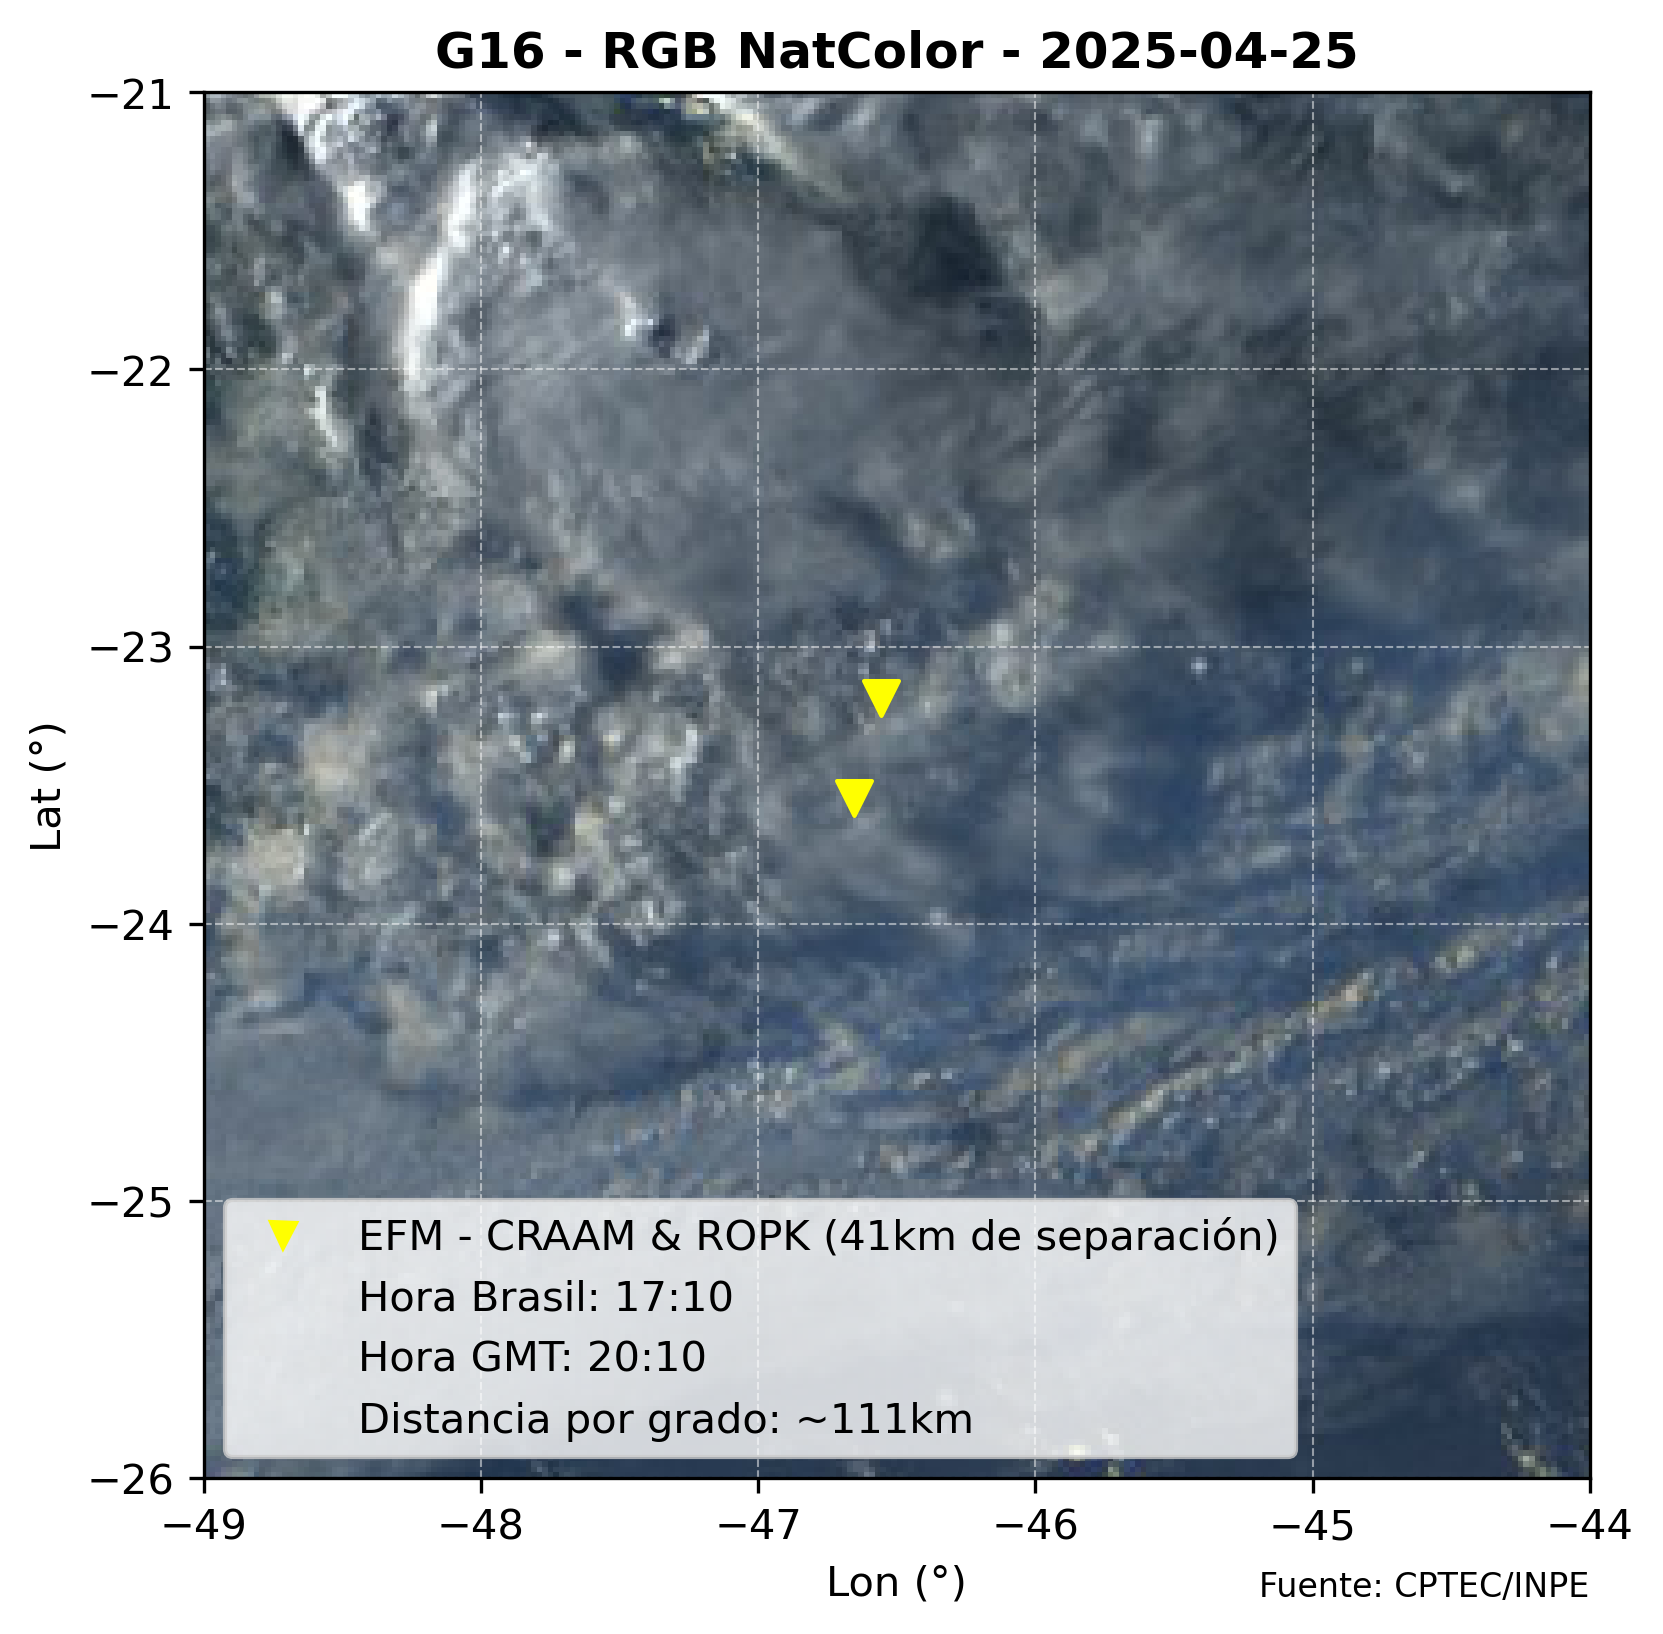 G16 - RGB NatColor - 2025-04-25
−21
−22
−23
−24
−25
−26
Lat (°)
EFM - CRAAM & ROPK (41km de separación)
Hora Brasil: 17:10
Hora GMT: 20:10
Distancia por grado: ~111km
−49
−48
−47
−46
−45
−44
Lon (°)
Fuente: CPTEC/INPE